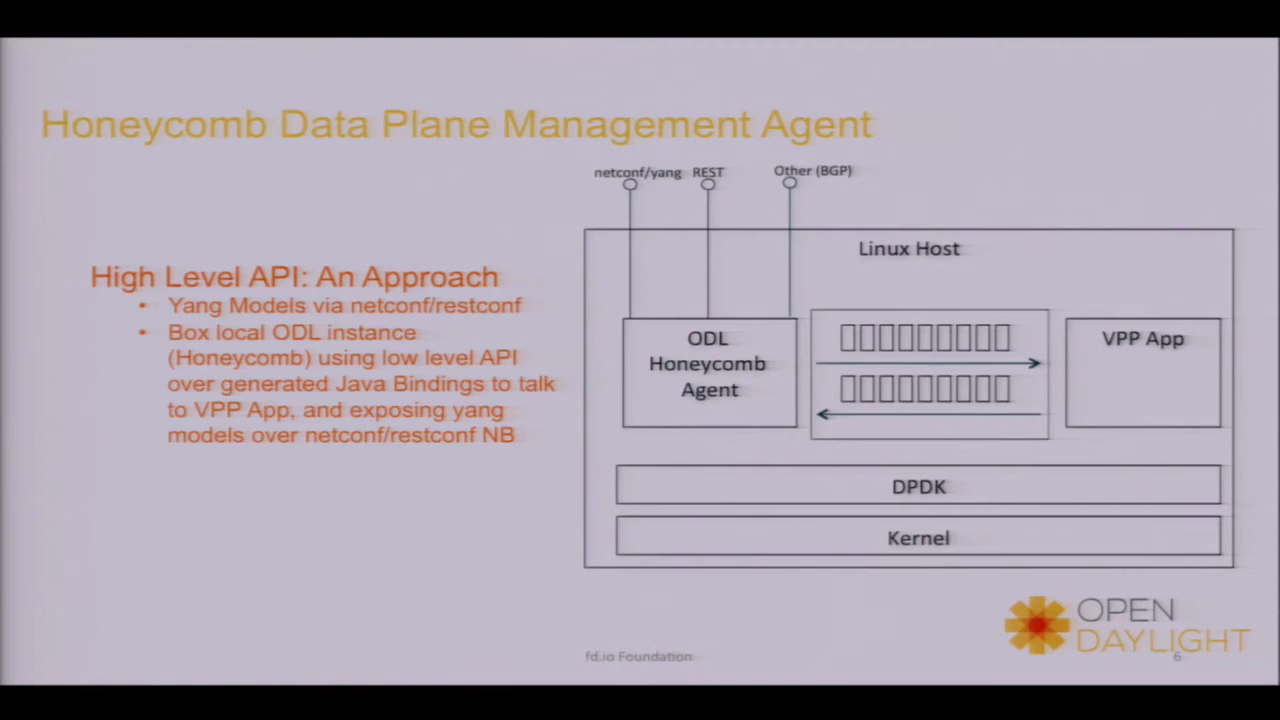 Honeycomb Data Plane Management Agent
High Level API: An Approach
• Yang Models via netconf/restconf
• Box local ODL instance
(Honeycomb) using low level API
over generated Java Bindings to talk
to VPP App, and exposing yang
models over netconf/restconf NB
netconf/yang REST Other (BGP)
Linux Host
ODL
Honeycomb
Agent
VPP App
DPDK
Kernel
OPEN
DAYLIGHT
fd.io Foundation
6